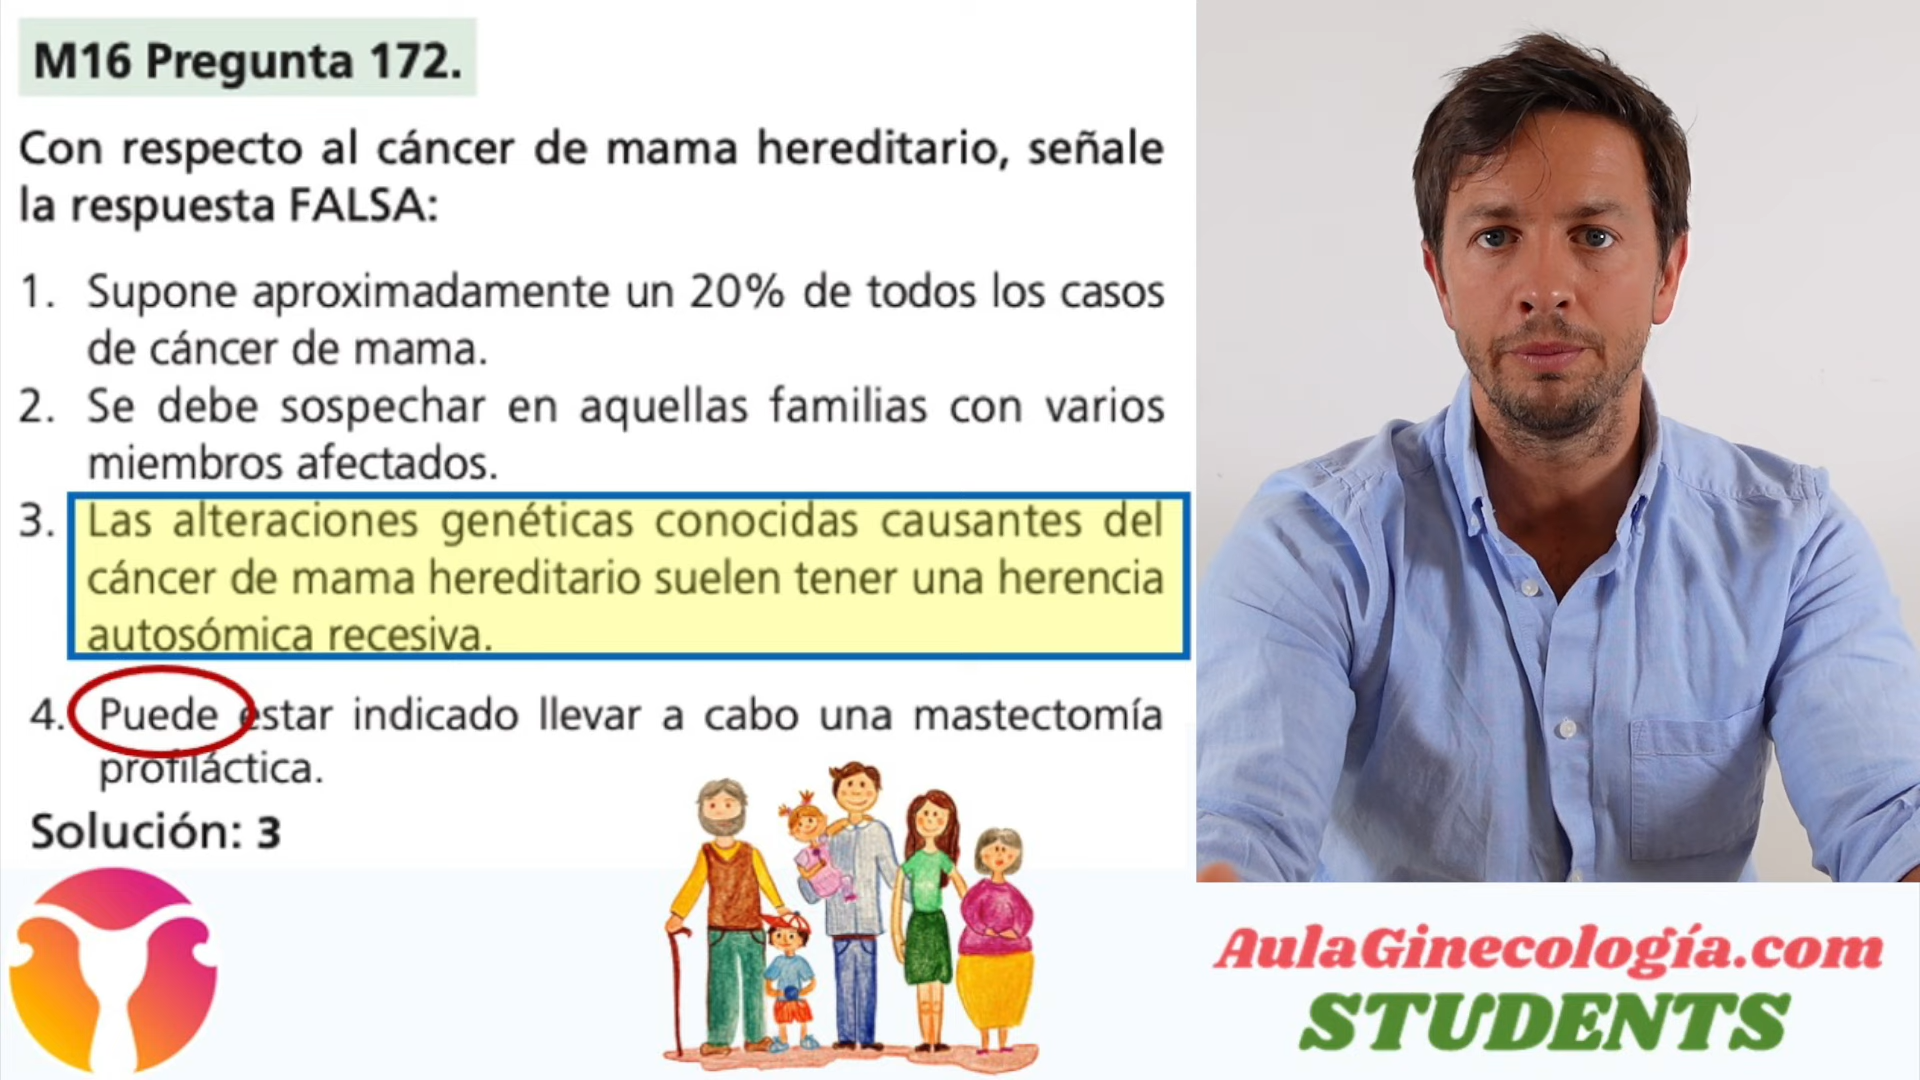 M16 Pregunta 172.
Con respecto al cáncer de mama hereditario, señale
la respuesta FALSA:
1. Supone aproximadamente un 20% de todos los casos
de cáncer de mama.
2. Se debe sospechar en aquellas familias con varios
miembros afectados.
3. Las alteraciones genéticas conocidas causantes del
cáncer de mama hereditario suelen tener una herencia
autosómica recesiva.
4. Puede estar indicado llevar a cabo una mastectomía
profiláctica.
Solución: 3
AulaGinecología.com
STUDENTS